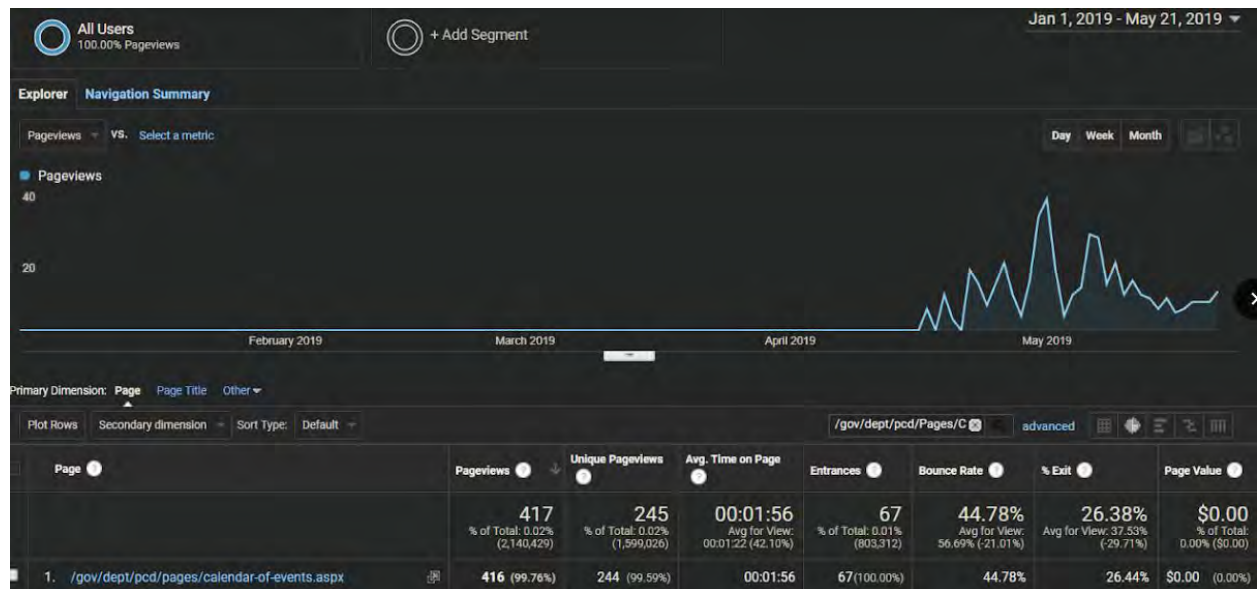 All Users
100.00% Pageviews
+ Add Segment
Jan 1, 2019 - May 21, 2019
Explorer Navigation Summary
Pageviews VS. Select a metric
Day Week Month
Pageviews
40
20
February 2019 March 2019 April 2019 May 2019
Primary Dimension: Page Page Title Other
Plot Rows Secondary dimension Sort Type: Default /gov/dept/pcd/Pages/C advanced
Page Pageviews Unique Pageviews Avg. Time on Page Entrances Bounce Rate % Exit Page Value
417 245 00:01:56 67 44.78% 26.38% $0.00
% of Total: 0.02% % of Total: 0.02% Avg for View: % of Total: 0.01% Avg for View: Avg for View: 37.53% % of Total:
(2,140,429) (1,599,026) 00:01:22 (42.10%) (803,312) 56.69% (-21.01%) (-29.71%) 0.00% ($0.00)
1. /gov/dept/pcd/pages/calendar-of-events.aspx 416 (99.76%) 244 (99.59%) 00:01:56 67(100.00%) 44.78% 26.44% $0.00 (0.00%)